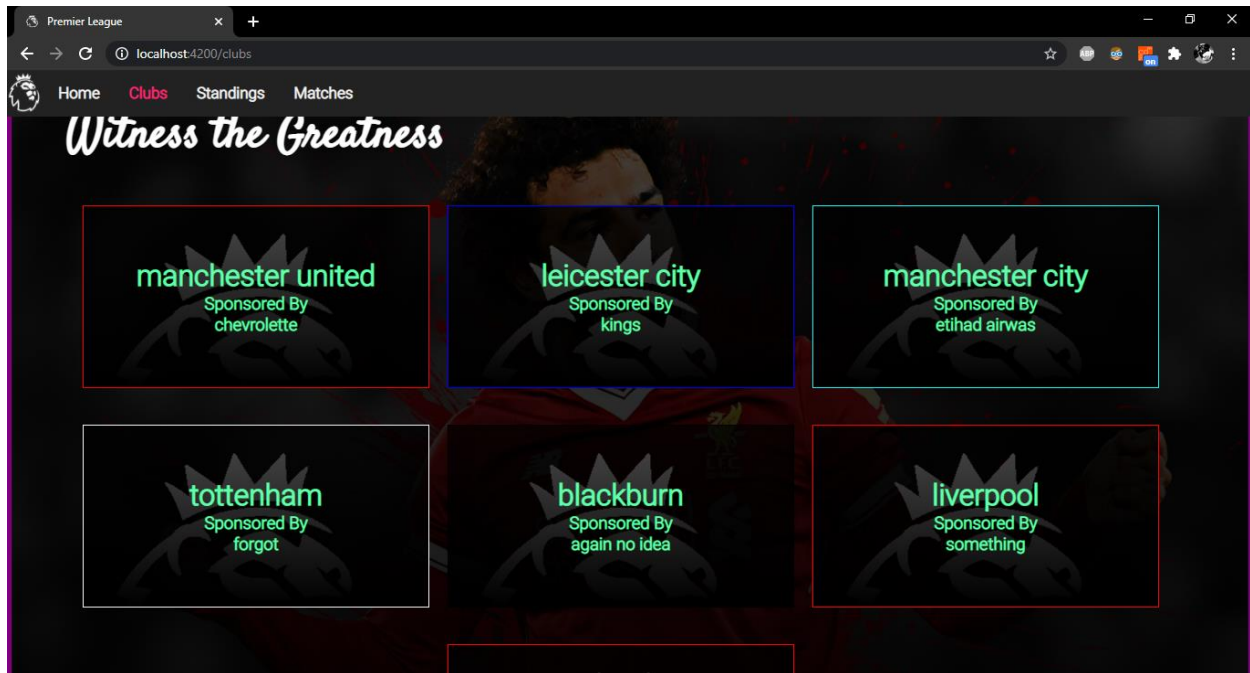 Premier League
localhost:4200/clubs
on
Home Clubs Standings Matches
Witness the Greatness
manchester united
Sponsored By
chevrolette
leicester city
Sponsored By
kings
manchester city
Sponsored By
etihad airwas
tottenham
Sponsored By
forgot
blackburn
Sponsored By
again no idea
liverpool
Sponsored By
something